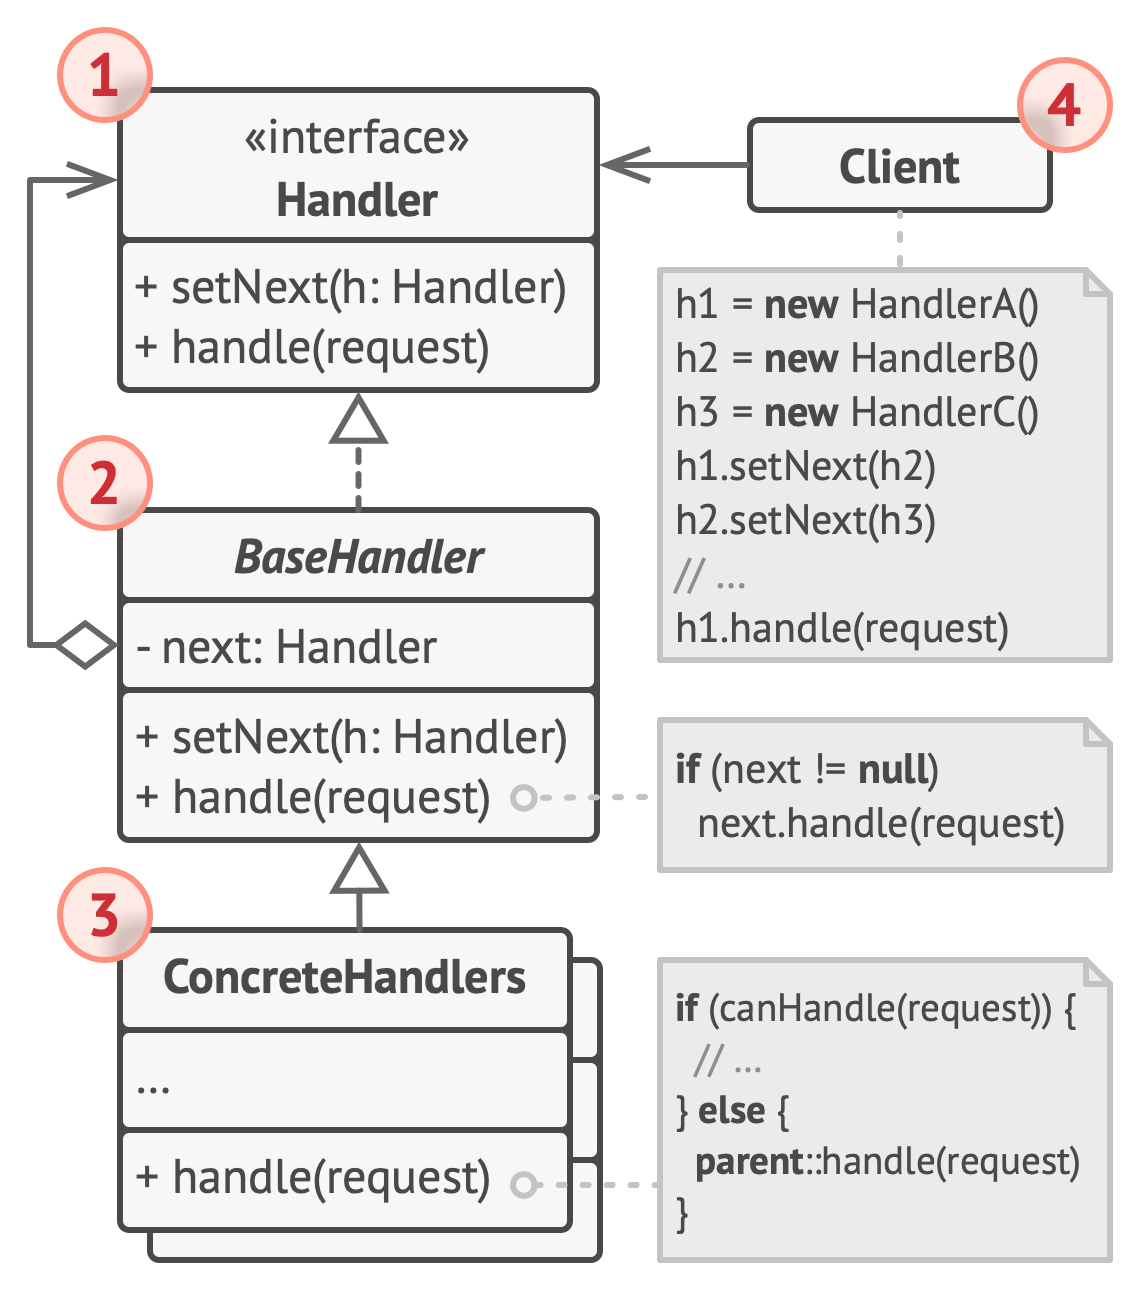 1
«interface»
Handler
+ setNext(h: Handler)
+ handle(request)
2
BaseHandler
- next: Handler
+ setNext(h: Handler)
+ handle(request)
3
ConcreteHandlers
...
+ handle(request)
4
Client
h1 = new HandlerA()
h2 = new HandlerB()
h3 = new HandlerC()
h1.setNext(h2)
h2.setNext(h3)
// ...
h1.handle(request)
if (next != null)
next.handle(request)
if (canHandle(request)) {
// ...
} else {
parent::handle(request)
}